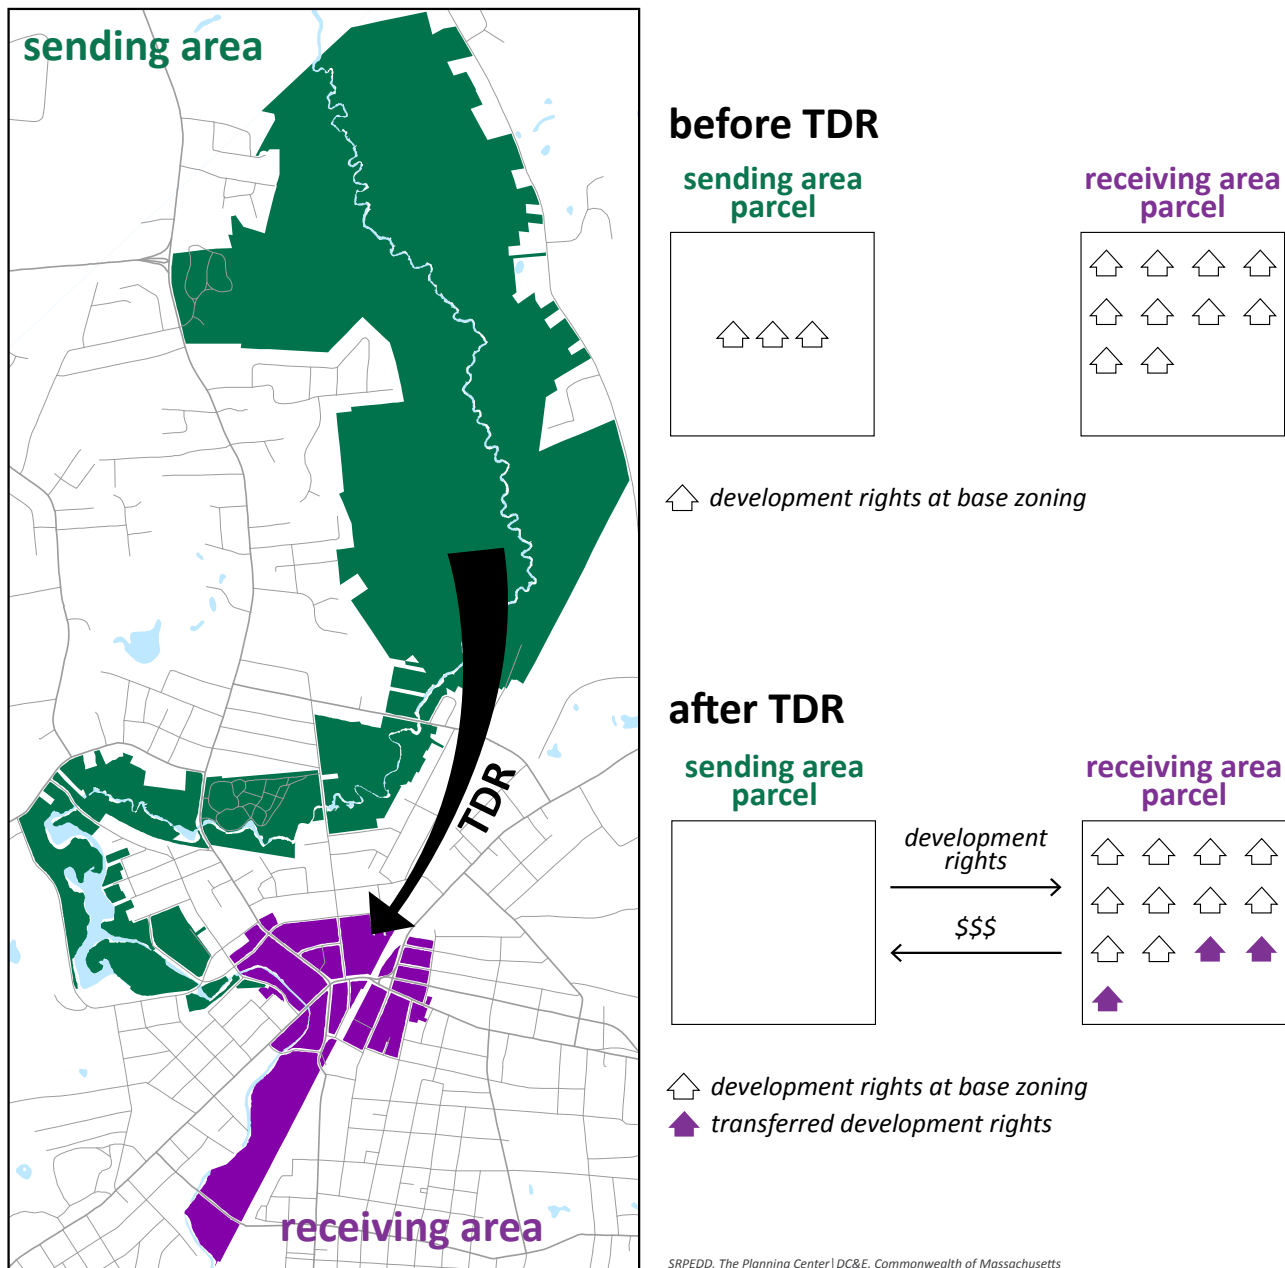 sending area
TDR
receiving area
before TDR
sending area
parcel
receiving area
parcel
development rights at base zoning
after TDR
sending area
parcel
receiving area
parcel
development
rights
$$$
development rights at base zoning
transferred development rights
SRPEDD, The Planning Center|DC&E, Commonwealth of Massachusetts